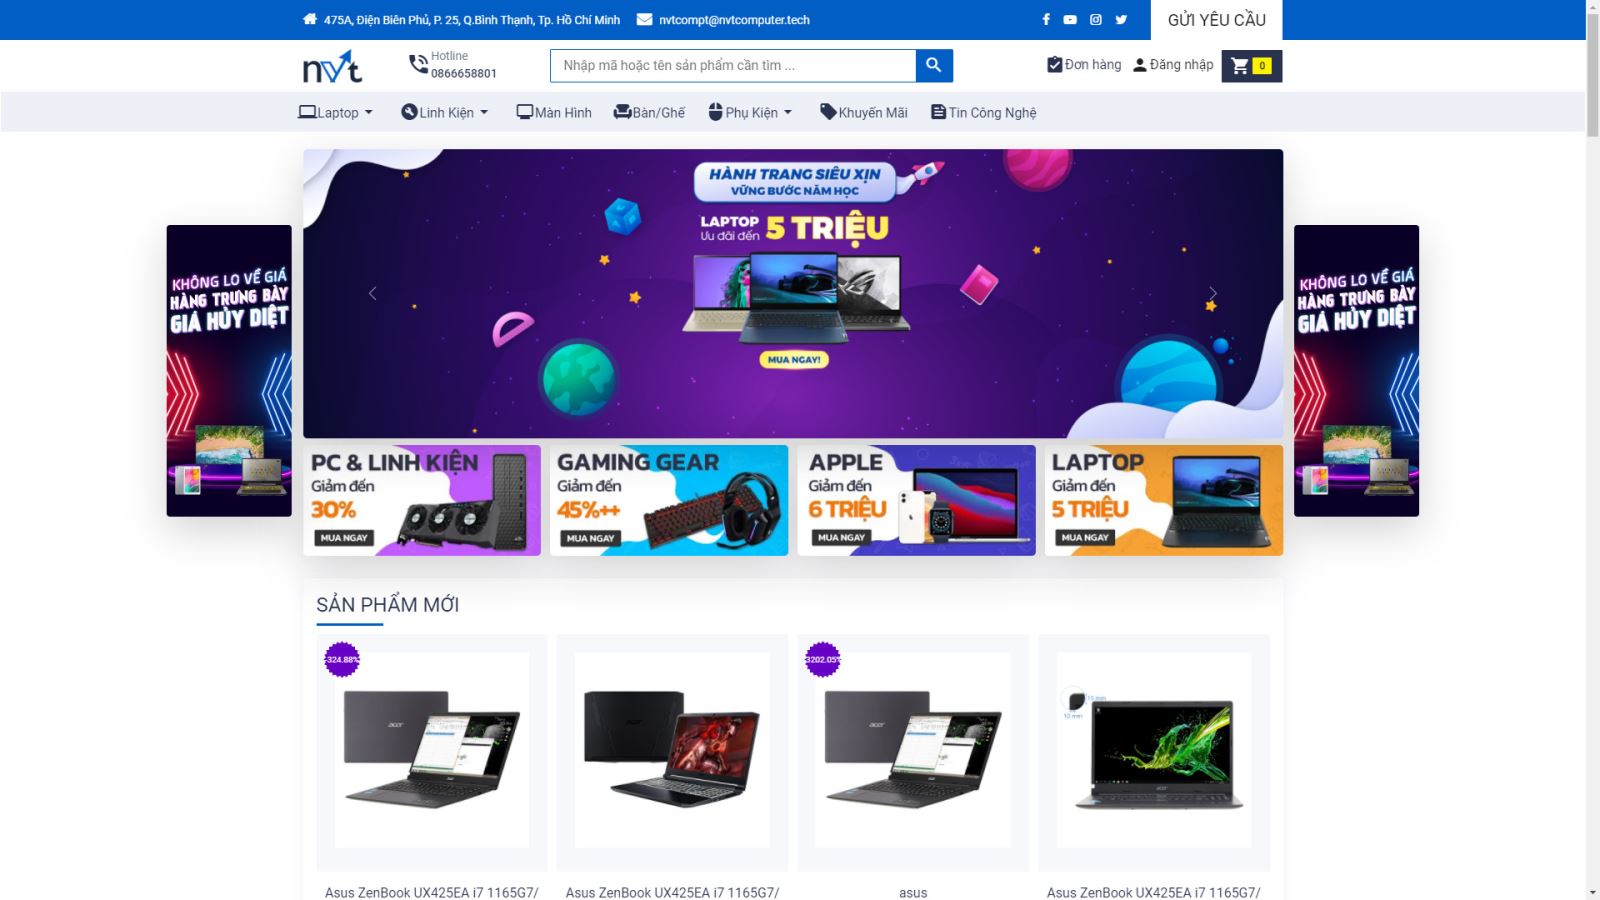 475A, Điện Biên Phủ, P. 25, Q.Bình Thạnh, Tp. Hồ Chí Minh
nvtcompt@nvtcomputer.tech
GỬI YÊU CẦU
nvt
Hotline
0866658801
Nhập mã hoặc tên sản phẩm cần tìm ...
Đơn hàng
Đăng nhập
0
Laptop
Linh Kiện
Màn Hình
Bàn/Ghế
Phụ Kiện
Khuyến Mãi
Tin Công Nghệ
HÀNH TRANG SIÊU XỊN
VỮNG BƯỚC NĂM HỌC
LAPTOP
Ưu đãi đến
5 TRIỆU
MUA NGAY!
KHÔNG LO VỀ GIÁ
HÀNG TRƯNG BÀY
GIÁ HỦY DIỆT
KHÔNG LO VỀ GIÁ
HÀNG TRƯNG BÀY
GIÁ HỦY DIỆT
PC & LINH KIỆN
Giảm đến
30%
MUA NGAY
GAMING GEAR
Giảm đến
45%++
MUA NGAY
APPLE
Giảm đến
6 TRIỆU
MUA NGAY
LAPTOP
Giảm đến
5 TRIỆU
MUA NGAY
SẢN PHẨM MỚI
324.88%
3202.05%
acer
acer
10 mm
Asus ZenBook UX425EA i7 1165G7/
Asus ZenBook UX425EA i7 1165G7/
asus
Asus ZenBook UX425EA i7 1165G7/